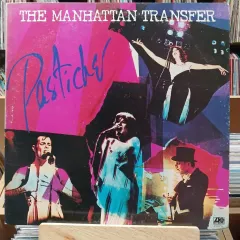 THE MANHATTAN TRANSFER
Pastiche